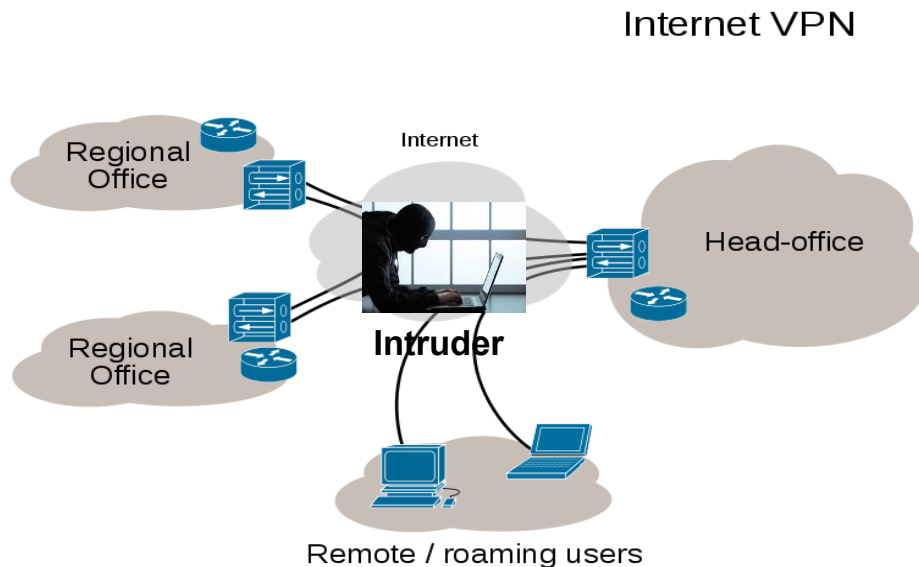 Internet VPN
Internet
Regional
Office
Head-office
Intruder
Regional
Office
Remote / roaming users